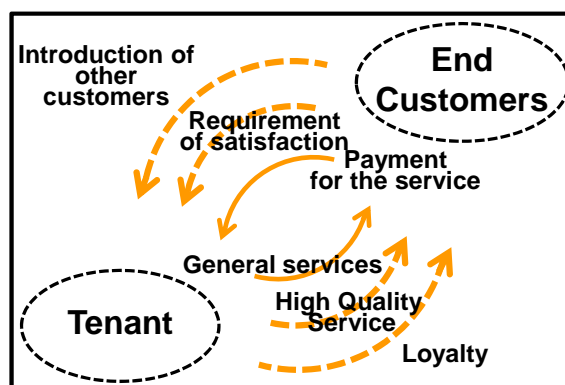 Introduction of
other
customers
End
Customers
Requirement
of satisfaction
Payment
for the service
General services
High Quality
Service
Tenant
Loyalty